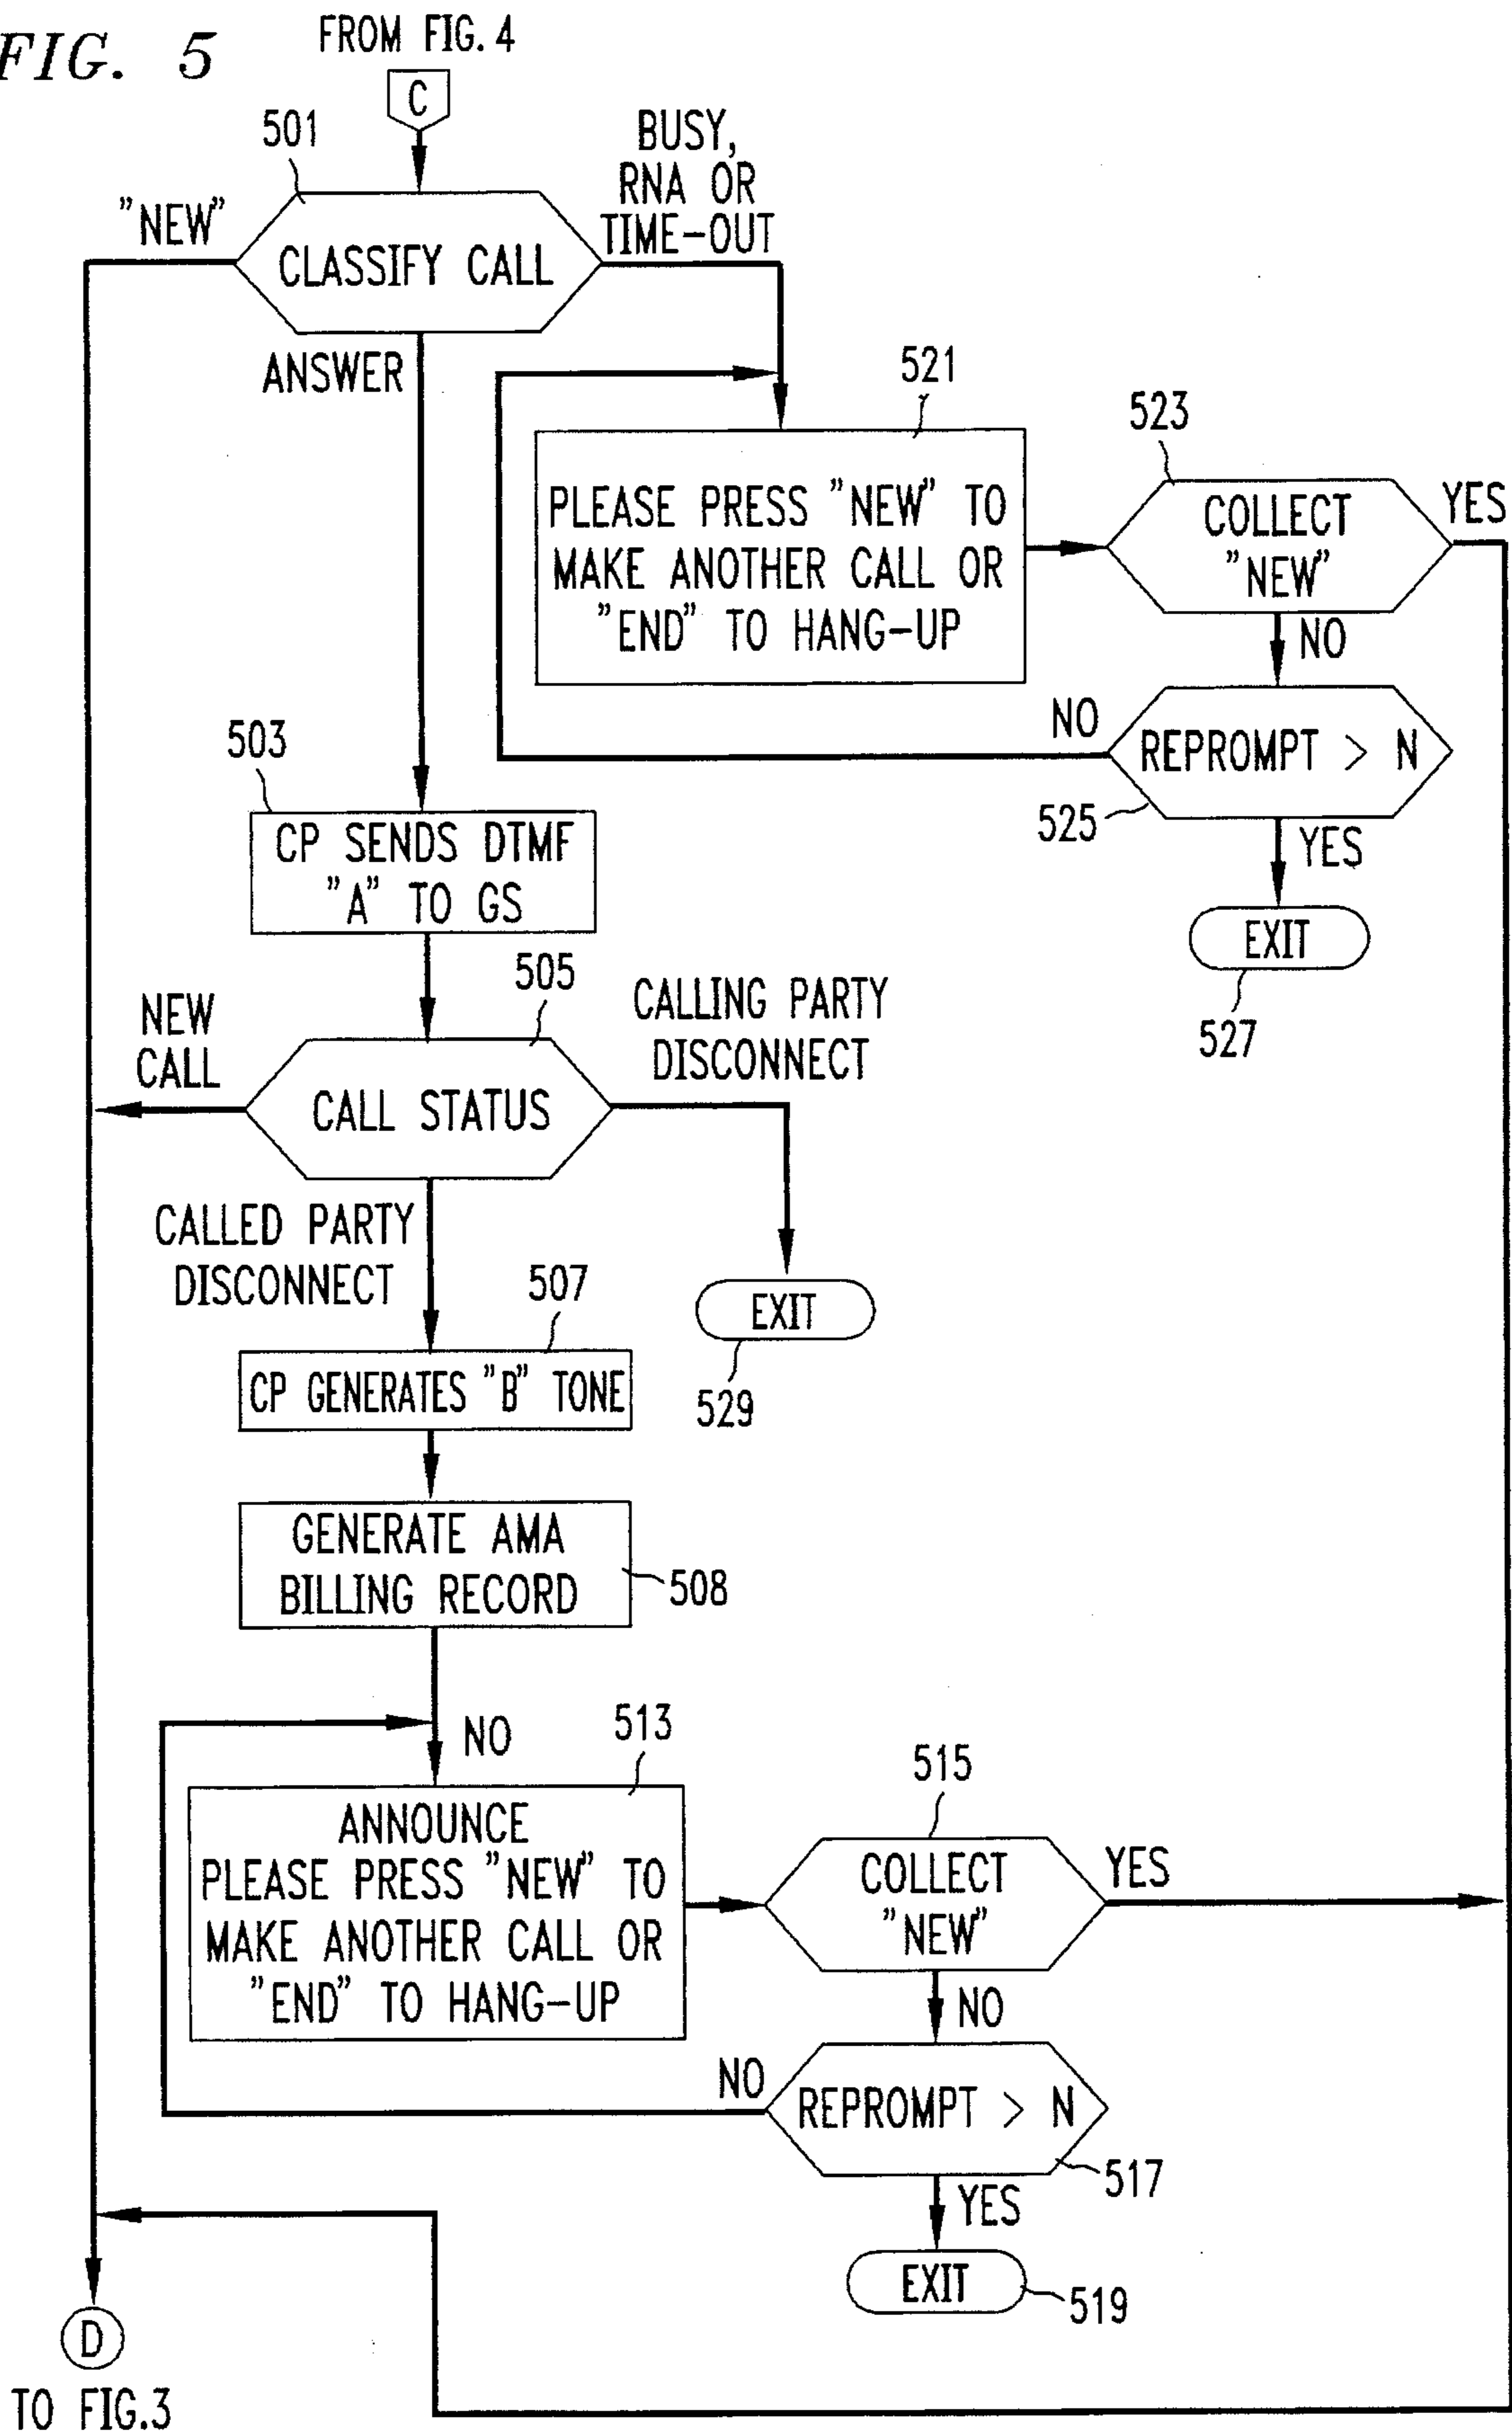 FIG. 5
FROM FIG. 4
C
501
BUSY,
RNA OR
TIME-OUT
"NEW"
CLASSIFY CALL
ANSWER
521
523
PLEASE PRESS "NEW" TO
MAKE ANOTHER CALL OR
"END" TO HANG-UP
COLLECT
"NEW"
YES
NO
NO
REPROMPT > N
525
YES
EXIT
527
503
CP SENDS DTMF
"A" TO GS
505
NEW
CALL
CALLING PARTY
DISCONNECT
CALL STATUS
CALLED PARTY
DISCONNECT
EXIT
529
507
CP GENERATES "B" TONE
GENERATE AMA
BILLING RECORD
508
NO
513
515
ANNOUNCE
PLEASE PRESS "NEW" TO
MAKE ANOTHER CALL OR
"END" TO HANG-UP
COLLECT
"NEW"
YES
NO
NO
REPROMPT > N
517
YES
EXIT
519
D
TO FIG.3